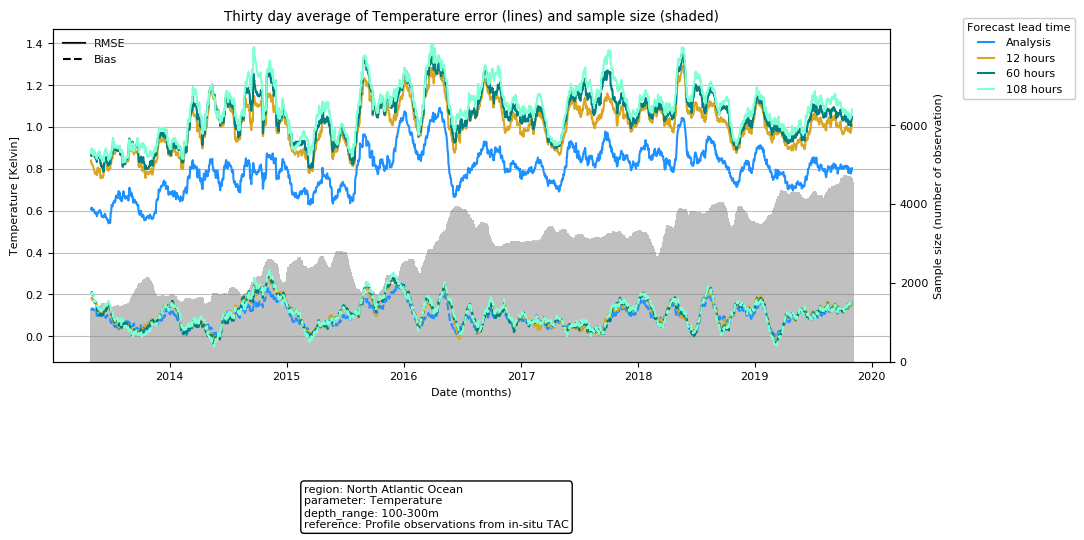 Thirty day average of Temperature error (lines) and sample size (shaded)
RMSE
Bias
Forecast lead time
Analysis
12 hours
60 hours
108 hours
Temperature [Kelvin]
1.4
1.2
1.0
0.8
0.6
0.4
0.2
0.0
Sample size (number of observation)
6000
4000
2000
0
2014
2015
2016
2017
2018
2019
2020
Date (months)
region: North Atlantic Ocean
parameter: Temperature
depth_range: 100-300m
reference: Profile observations from in-situ TAC